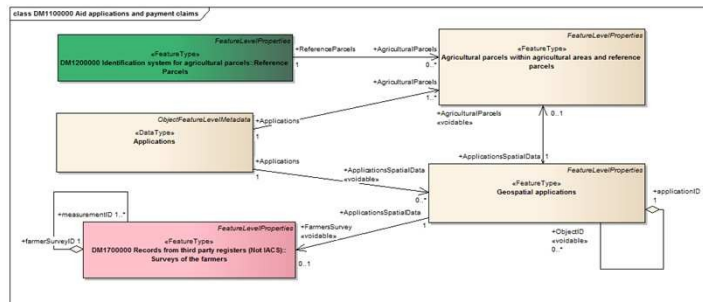 class DM1100000 Aid applications and payment claims
FeatureLevelProperties
«FeatureType»
DM1200000 Identification system for agricultural parcels::Reference
Parcels
+ReferenceParcels
1
+AgriculturalParcels
0..*
FeatureLevelProperties
«FeatureType»
Agricultural parcels within agricultural areas and reference
parcels
+AgriculturalParcels
1..*
ObjectFeatureLevelMetadata
«DataType»
Applications
+Applications
1
+AgriculturalParcels
«voidable»
0..1
+Applications
1
+ApplicationsSpatialData
«voidable»
0..*
+ApplicationsSpatialData
1
FeatureLevelProperties
«FeatureType»
Geospatial applications
+applicationID
1
+measurementID 1..*
+farmerSurveyID 1
FeatureLevelProperties
«FeatureType»
DM1700000 Records from third party registers (Not IACS)::
Surveys of the farmers
+FarmersSurvey
«voidable»
0..1
+ApplicationsSpatialData
1
+ObjectID
«voidable»
0..*